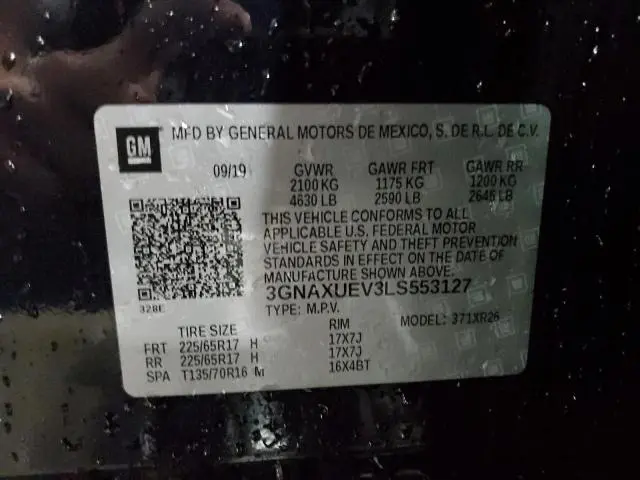 GM
MFD BY GENERAL MOTORS DE MEXICO, S. DE R.L. DE C.V.
09/19 GVWR GAWR FRT GAWR RR
2100 KG 1175 KG 1200 KG
4630 LB 2590 LB 2646 LB
THIS VEHICLE CONFORMS TO ALL
APPLICABLE U.S. FEDERAL MOTOR
VEHICLE SAFETY AND THEFT PREVENTION
STANDARDS IN EFFECT ON THE DATE
OF MANUFACTURE SHOWN ABOVE.
3GNAXUEV3LS553127
328E
TYPE: M.P.V. MODEL: 371XR26
TIRE SIZE RIM
FRT 225/65R17 H 17X7J
RR 225/65R17 H 17X7J
SPA T135/70R16 M 16X4BT